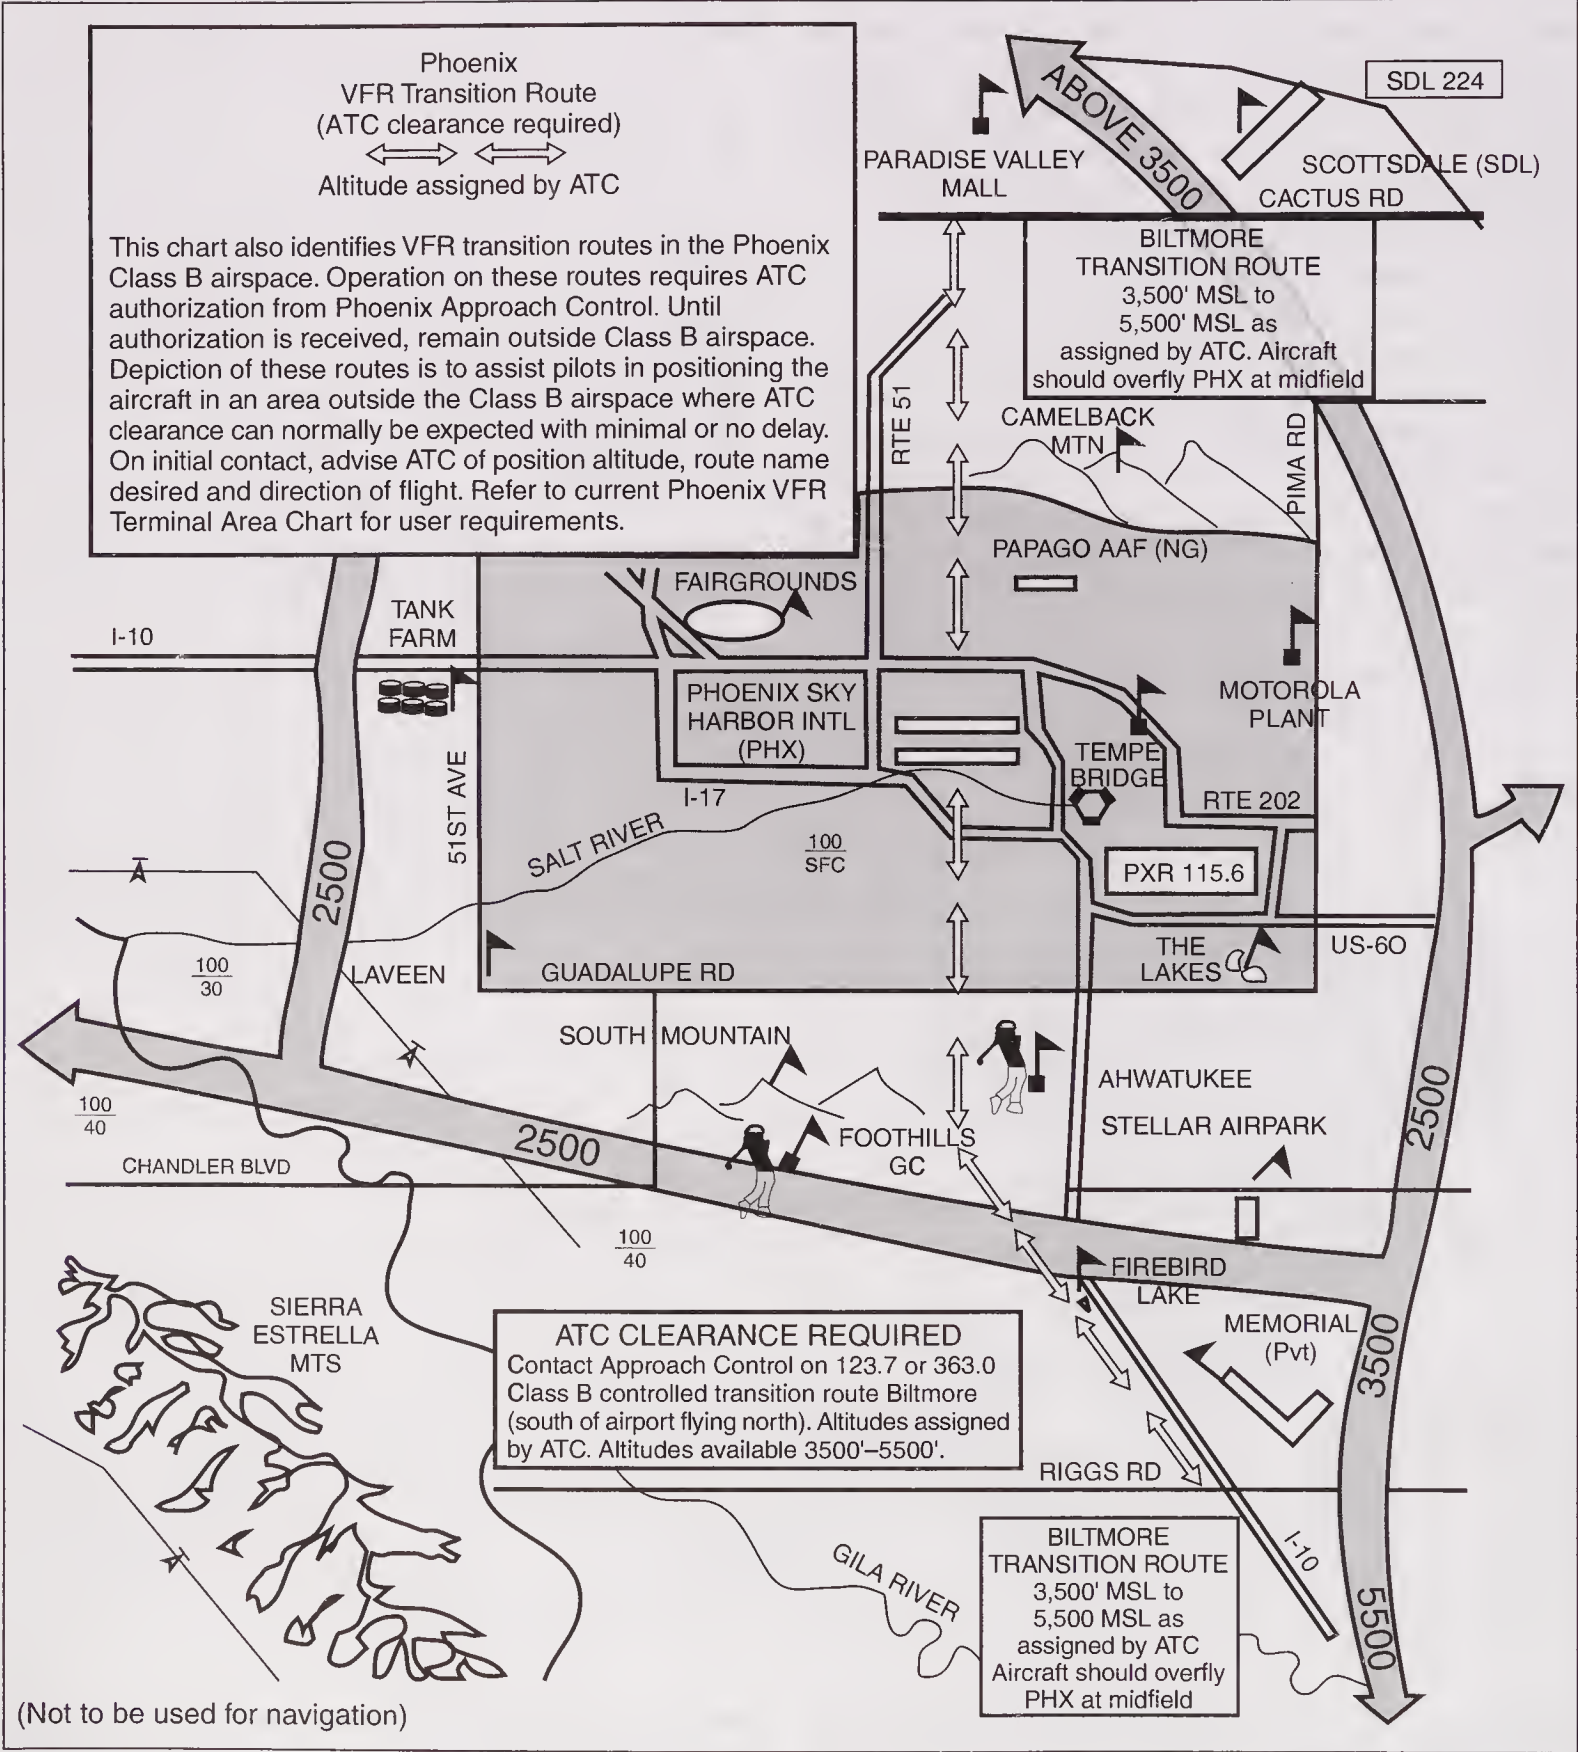 Phoenix
VFR Transition Route
(ATC clearance required)
Altitude assigned by ATC
This chart also identifies VFR transition routes in the Phoenix
Class B airspace. Operation on these routes requires ATC
authorization from Phoenix Approach Control. Until
authorization is received, remain outside Class B airspace.
Depiction of these routes is to assist pilots in positioning the
aircraft in an area outside the Class B airspace where ATC
clearance can normally be expected with minimal or no delay.
On initial contact, advise ATC of position altitude, route name
desired and direction of flight. Refer to current Phoenix VFR
Terminal Area Chart for user requirements.
ABOVE 3500
SDL 224
PARADISE VALLEY
MALL
SCOTTSDALE (SDL)
CACTUS RD
BILTMORE
TRANSITION ROUTE
3,500' MSL to
5,500' MSL as
assigned by ATC. Aircraft
should overfly PHX at midfield
RTE 51
CAMELBACK
MTN
PIMA RD
PAPAGO AAF (NG)
FAIRGROUNDS
TANK
FARM
I-10
PHOENIX SKY
HARBOR INTL
(PHX)
MOTOROLA
PLANT
TEMPE
BRIDGE
51ST AVE
I-17
RTE 202
SALT RIVER
100
SFC
PXR 115.6
2500
THE
LAKES
US-60
100
30
LAVEEN
GUADALUPE RD
SOUTH MOUNTAIN
AHWATUKEE
STELLAR AIRPARK
2500
100
40
2500
FOOTHILLS
GC
CHANDLER BLVD
100
40
FIREBIRD
LAKE
SIERRA
ESTRELLA
MTS
MEMORIAL
(Pvt)
3500
ATC CLEARANCE REQUIRED
Contact Approach Control on 123.7 or 363.0
Class B controlled transition route Biltmore
(south of airport flying north). Altitudes assigned
by ATC. Altitudes available 3500'–5500'.
RIGGS RD
I-10
GILA RIVER
BILTMORE
TRANSITION ROUTE
3,500' MSL to
5,500 MSL as
assigned by ATC
Aircraft should overfly
PHX at midfield
5500
(Not to be used for navigation)